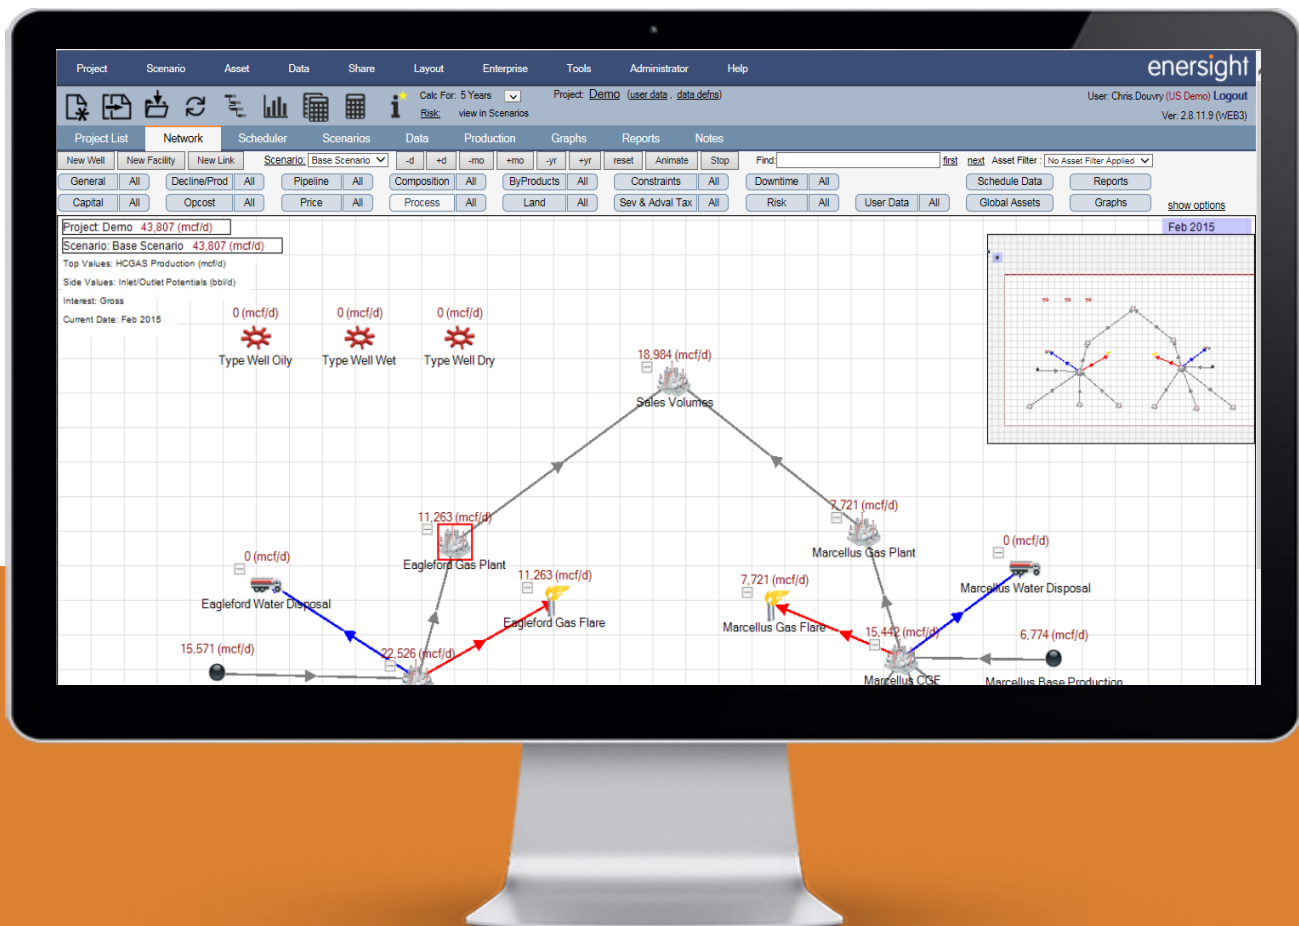 Project Scenario Asset Data Share Layout Enterprise Tools Administrator Help enersight
Calc For: 5 Years Project: Demo (user data , data defns) User: Chris.Douvry (US Demo) Logout
Risk: view in Scenarios Ver: 2.8.11.9 (WEB3)
Project List Network Scheduler Scenarios Data Production Graphs Reports Notes
New Well New Facility New Link Scenario: Base Scenario -d +d -mo +mo -yr +yr reset Animate Stop Find: first next Asset Filter : No Asset Filter Applied
General All Decline/Prod All Pipeline All Composition All ByProducts All Constraints All Downtime All Schedule Data Reports
Capital All Opcost All Price All Process All Land All Sev & Adval Tax All Risk All User Data All Global Assets Graphs show options
Project: Demo 43,807 (mcf/d) Feb 2015
Scenario: Base Scenario 43,807 (mcf/d)
Top Values: HCGAS Production (mcf/d)
Side Values: Inlet/Outlet Potentials (bbl/d)
Interest: Gross
Current Date: Feb 2015
0 (mcf/d) 0 (mcf/d) 0 (mcf/d)
Type Well Oily Type Well Wet Type Well Dry
18,984 (mcf/d)
Sales Volumes
11,263 (mcf/d) 7,721 (mcf/d)
Eagleford Gas Plant Marcellus Gas Plant
0 (mcf/d) 0 (mcf/d)
Eagleford Water Disposal Marcellus Water Disposal
11,263 (mcf/d) 7,721 (mcf/d)
Eagleford Gas Flare Marcellus Gas Flare
15,571 (mcf/d) 22,526 (mcf/d) 15,442 (mcf/d) 6,774 (mcf/d)
Marcellus CGF Marcellus Base Production